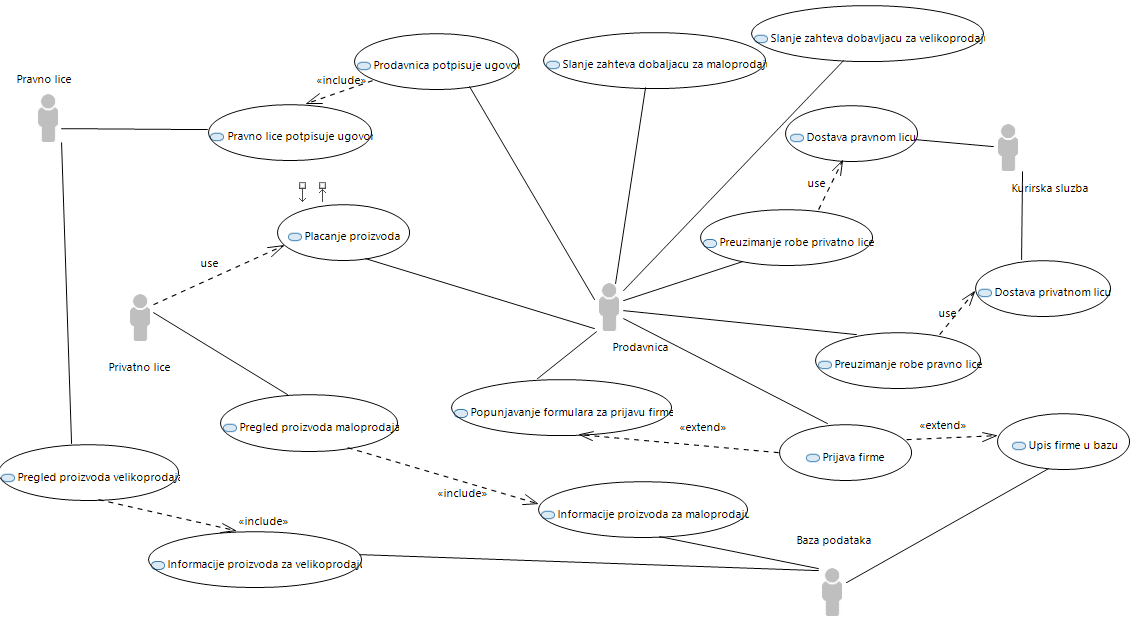 Slanje zahteva dobavljacu za velikoprodaji
Prodavnica potpisuje ugovor
Slanje zahteva dobaljacu za maloprodaji
Pravno lice
«include»
Pravno lice potpisuje ugovor
Dostava pravnom licu
use
Kurirska sluzba
Placanje proizvoda
Preuzimanje robe privatno lice
use
Dostava privatnom licu
use
Prodavnica
Privatno lice
Preuzimanje robe pravno lice
Popunjavanje formulara za prijavu firme
Pregled proizvoda maloprodaja
«extend»
«extend»
Upis firme u bazu
Prijava firme
Pregled proizvoda velikoprodaje
«include»
Informacije proizvoda za maloprodaju
«include»
Baza podataka
Informacije proizvoda za velikoprodaju